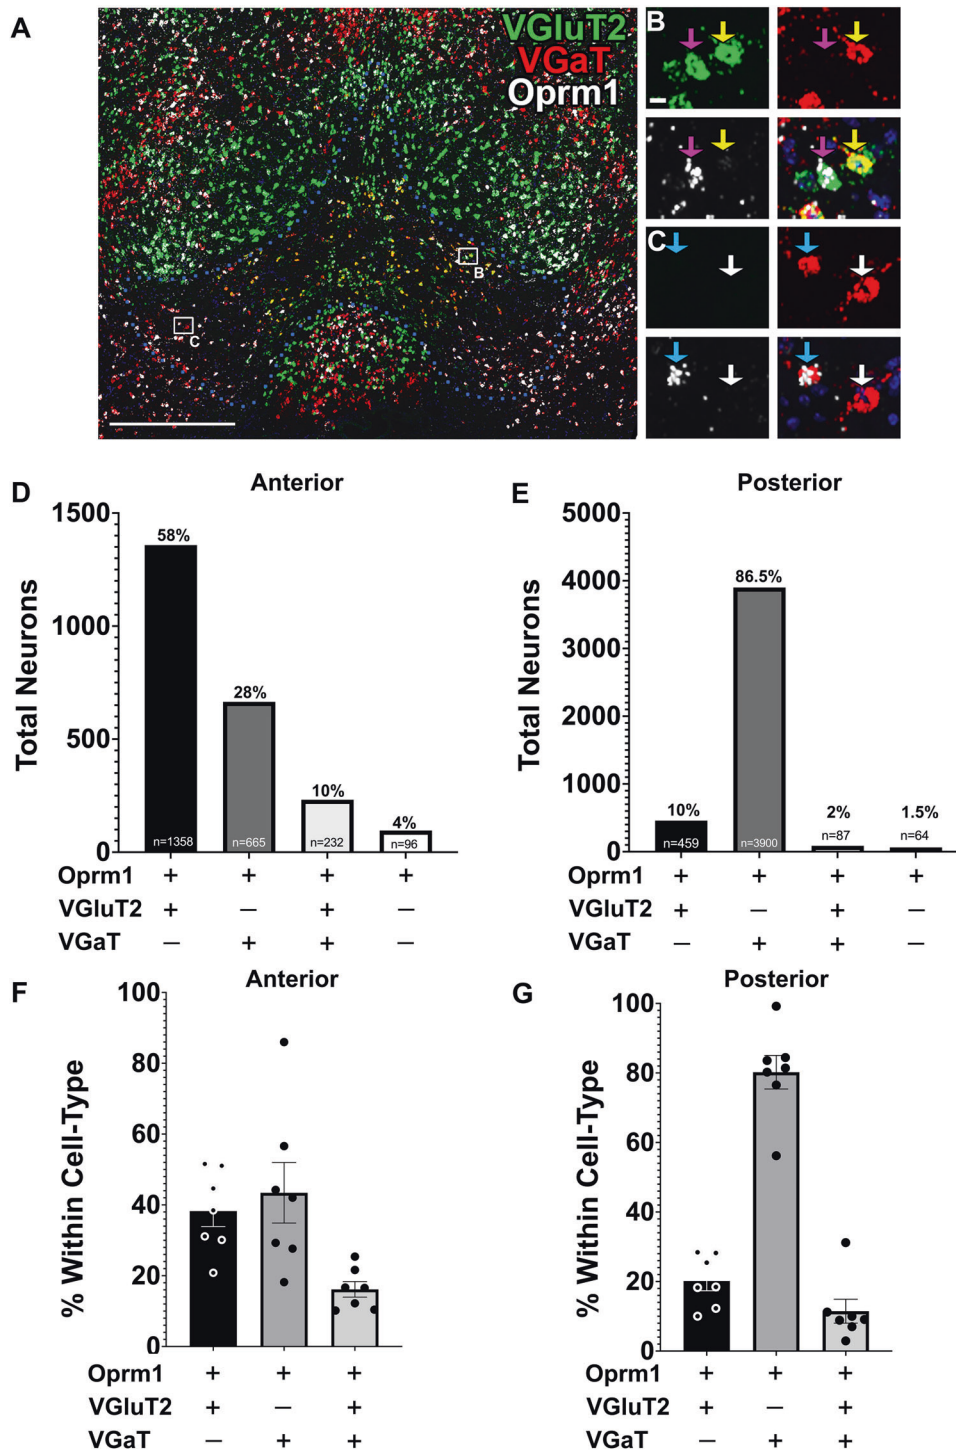 A
VGluT2
VGaT
Oprm1
B
C
B
C
D
Anterior
Total Neurons
1500
1000
500
0
58%
28%
10%
4%
n=1358
n=665
n=232
n=96
Oprm1 + + + +
VGluT2 + — + —
VGaT — + + —
E
Posterior
Total Neurons
5000
4000
3000
2000
1000
0
10%
86.5%
2%
1.5%
n=459
n=3900
n=87
n=64
Oprm1 + + + +
VGluT2 + — + —
VGaT — + + —
F
Anterior
% Within Cell-Type
100
80
60
40
20
0
Oprm1 + + +
VGluT2 + — +
VGaT — + +
G
Posterior
% Within Cell-Type
100
80
60
40
20
0
Oprm1 + + +
VGluT2 + — +
VGaT — + +